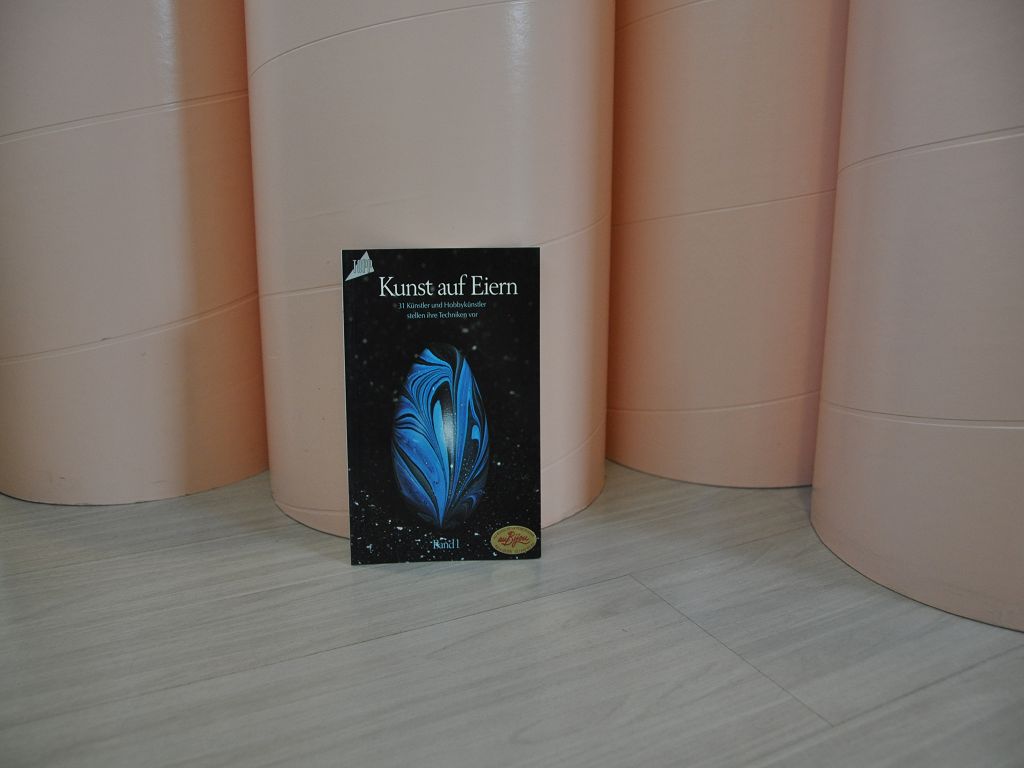 Kunst auf Eiern
31 Künstler und Hobbykünstler
stellen ihre Techniken vor
Band 1